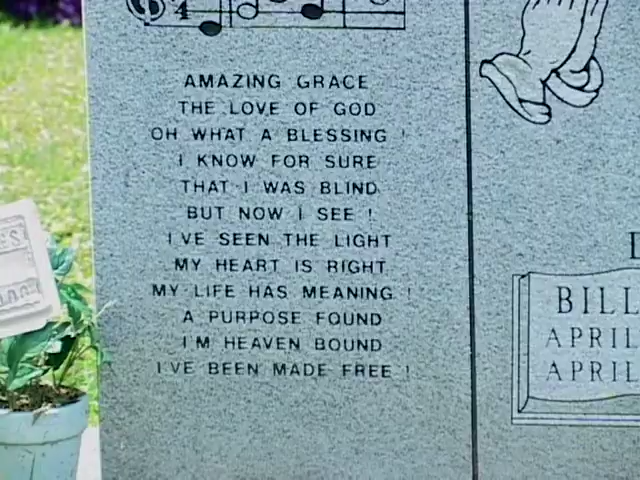 AMAZING GRACE
THE LOVE OF GOD
OH WHAT A BLESSING !
I KNOW FOR SURE
THAT I WAS BLIND
BUT NOW I SEE !
I'VE SEEN THE LIGHT
MY HEART IS RIGHT
MY LIFE HAS MEANING !
A PURPOSE FOUND
I'M HEAVEN BOUND
I'VE BEEN MADE FREE !
BILL
APRIL
APRIL